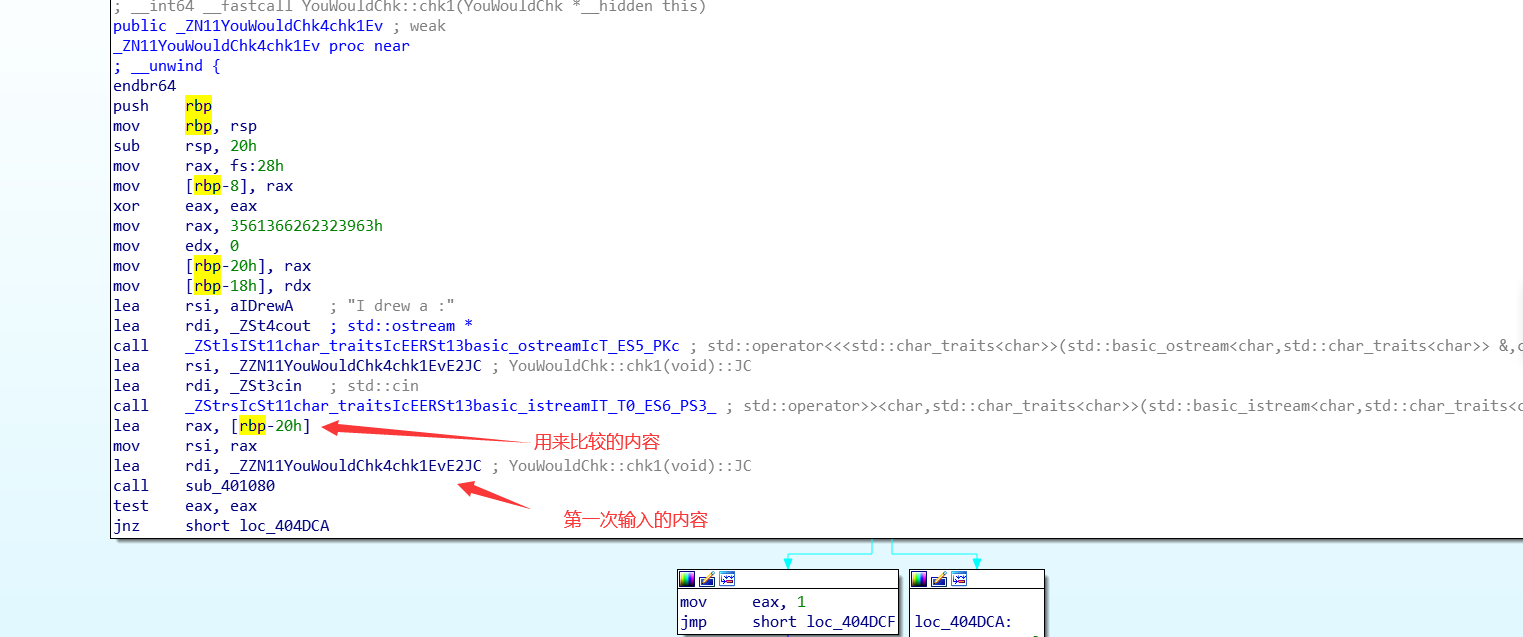 ; __int64 __fastcall YouWouldChk::chk1(YouWouldChk *__hidden this)
public _ZN11YouWouldChk4chk1Ev ; weak
_ZN11YouWouldChk4chk1Ev proc near
; __unwind {
endbr64
push rbp
mov rbp, rsp
sub rsp, 20h
mov rax, fs:28h
mov [rbp-8], rax
xor eax, eax
mov rax, 3561366262323963h
mov edx, 0
mov [rbp-20h], rax
mov [rbp-18h], rdx
lea rsi, aIDrewA ; "I drew a :"
lea rdi, _ZSt4cout ; std::ostream *
call _ZStlsISt11char_traitsIcEERSt13basic_ostreamIcT_ES5_PKc ; std::operator<<<std::char_traits<char>>(std::basic_ostream<char,std::char_traits<char>> &,c
lea rsi, _ZZN11YouWouldChk4chk1EvE2JC ; YouWouldChk::chk1(void)::JC
lea rdi, _ZSt3cin ; std::cin
call _ZStrsIcSt11char_traitsIcEERSt13basic_istreamIT_T0_ES6_PS3_ ; std::operator>><char,std::char_traits<char>>(std::basic_istream<char,std::char_traits<c
lea rax, [rbp-20h]
用来比较的内容
mov rsi, rax
lea rdi, _ZZN11YouWouldChk4chk1EvE2JC ; YouWouldChk::chk1(void)::JC
call sub_401080
test eax, eax
第一次输入的内容
jnz short loc_404DCA
mov eax, 1
jmp short loc_404DCF
loc_404DCA: